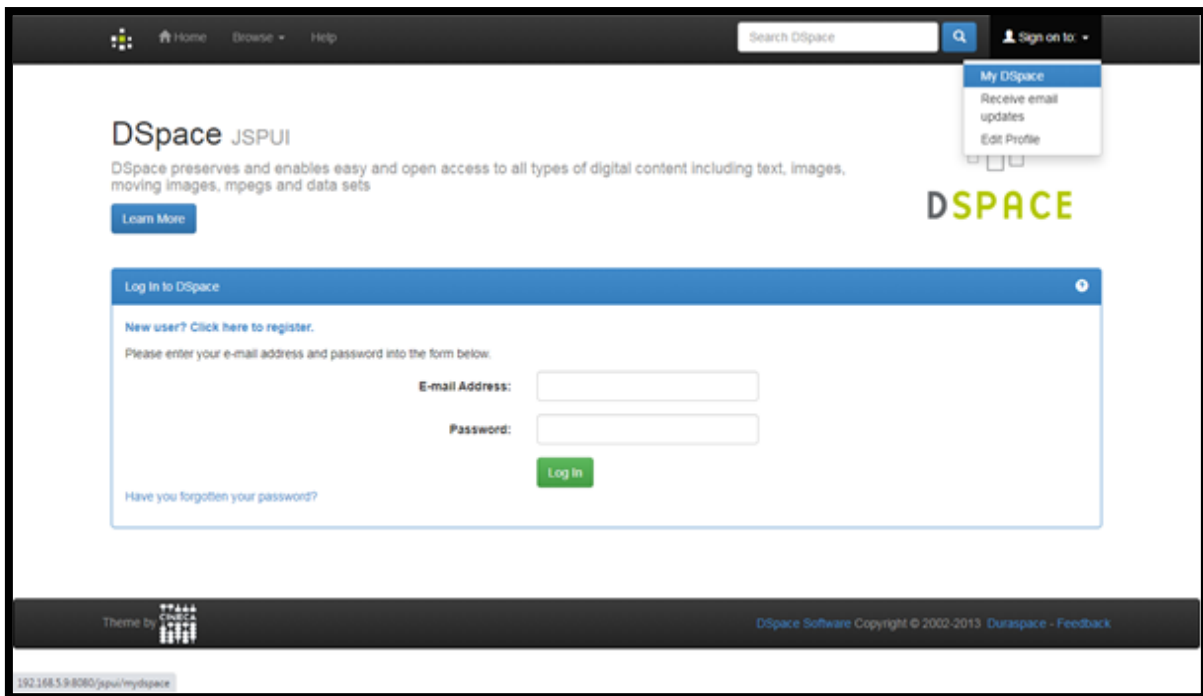 Home Browse Help Search DSpace Sign on to:
My DSpace
Receive email
updates
Edit Profile
DSpace JSPUI
DSpace preserves and enables easy and open access to all types of digital content including text, images,
moving images, mpegs and data sets
Learn More
DSPACE
Log In to DSpace
New user? Click here to register.
Please enter your e-mail address and password into the form below.
E-mail Address:
Password:
Log In
Have you forgotten your password?
Theme by CINECA
DSpace Software Copyright © 2002-2013 Duraspace - Feedback
192.168.5.9:8080/jspui/mydspace